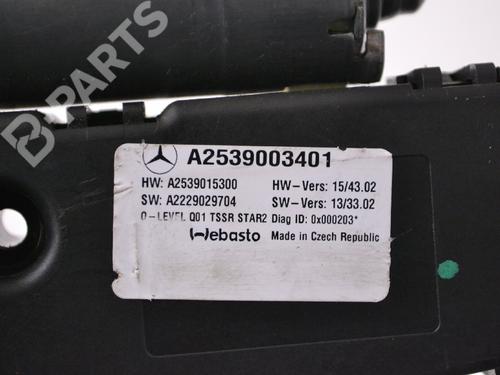 B-PARTS
A2539003401
HW: A2539015300 HW-Vers: 15/43.02
SW: A2229029704 SW-Vers: 13/33.02
Q-LEVEL Q01 TSSR STAR2 Diag ID: 0x000203*
Webasto Made in Czech Republic